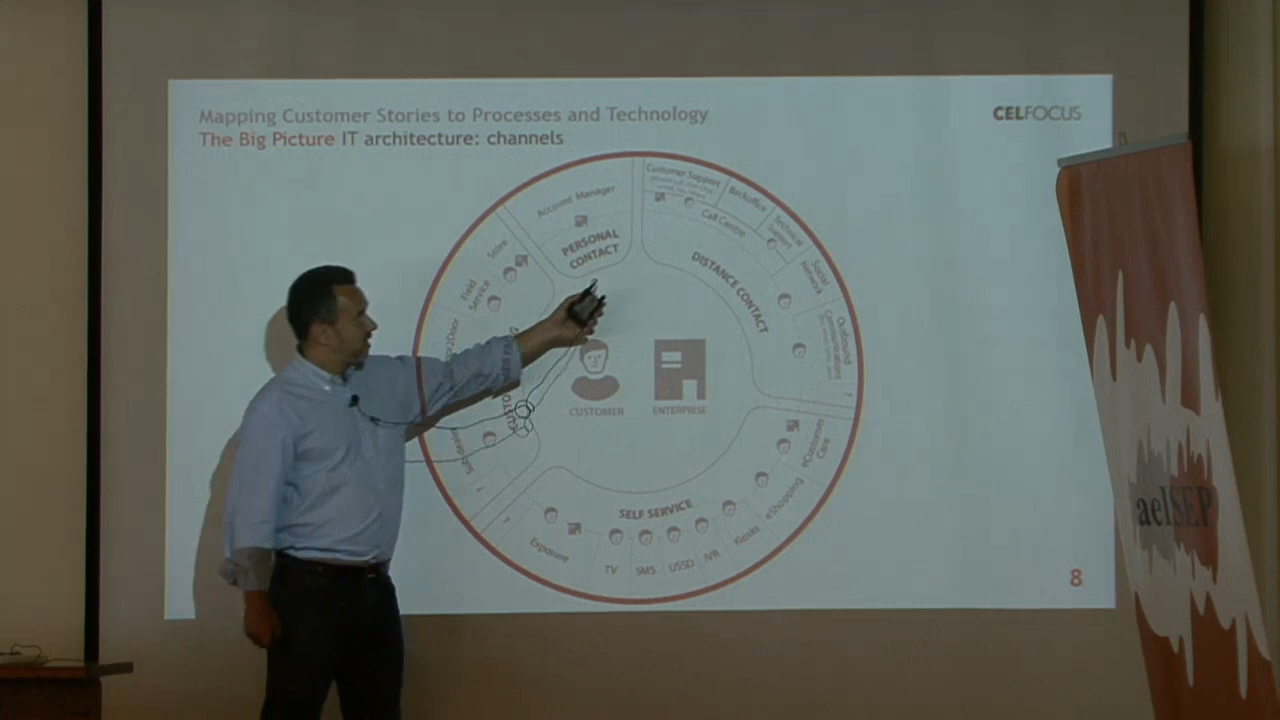 Mapping Customer Stories to Processes and Technology
The Big Picture IT architecture: channels
CELFOCUS
Account Manager
PERSONAL
CONTACT
Customer Support
Backoffice
Technical
Support
Call Centre
DISTANCE CONTACT
Social
Network
Outbound
Communications
?
Store
Field
Service
CUSTOMER
ENTERPRISE
eCustomer
Care
eShopping
Kiosks
IVR
USSD
SMS
TV
Exposure
?
SELF SERVICE
?
8
aeISEP